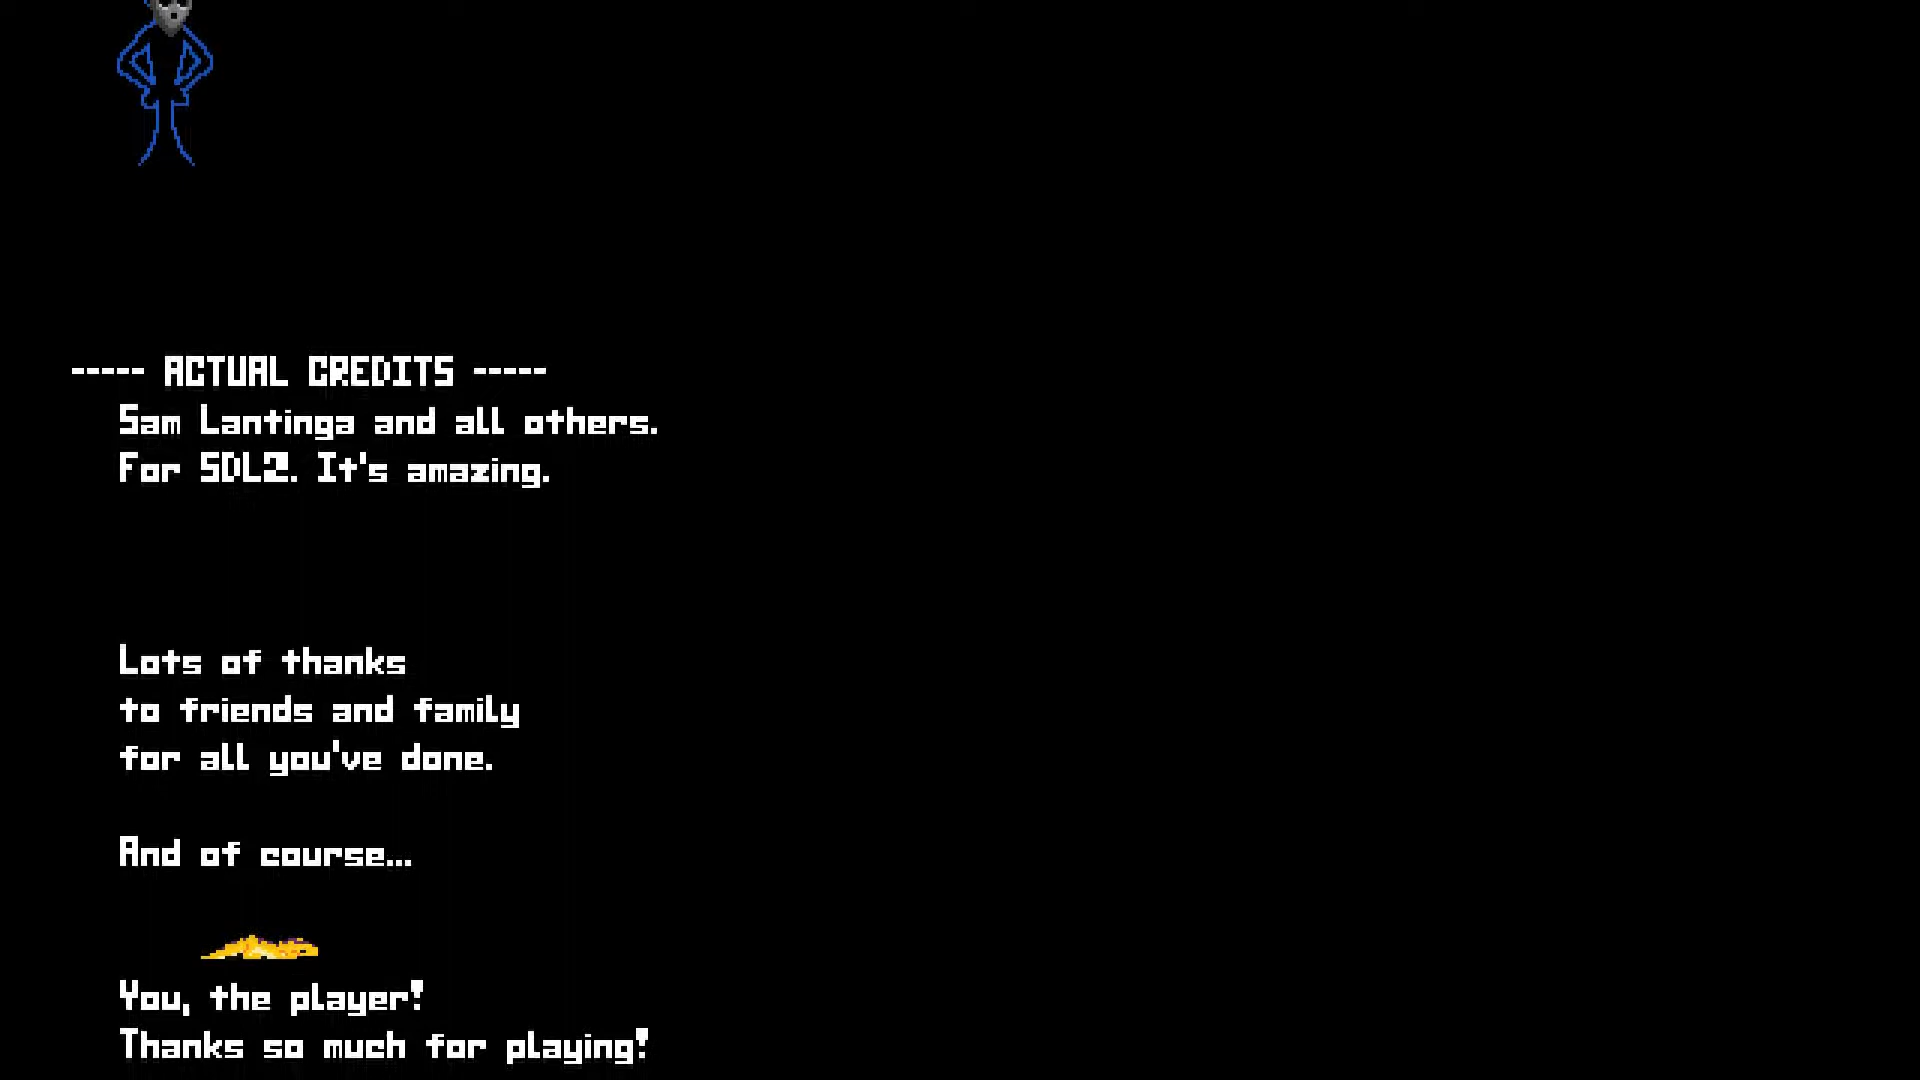 ----- ACTUAL CREDITS -----
Sam Lantinga and all others.
For SDL2. It's amazing.
Lots of thanks
to friends and family
for all you've done.
And of course...
You, the player!
Thanks so much for playing!